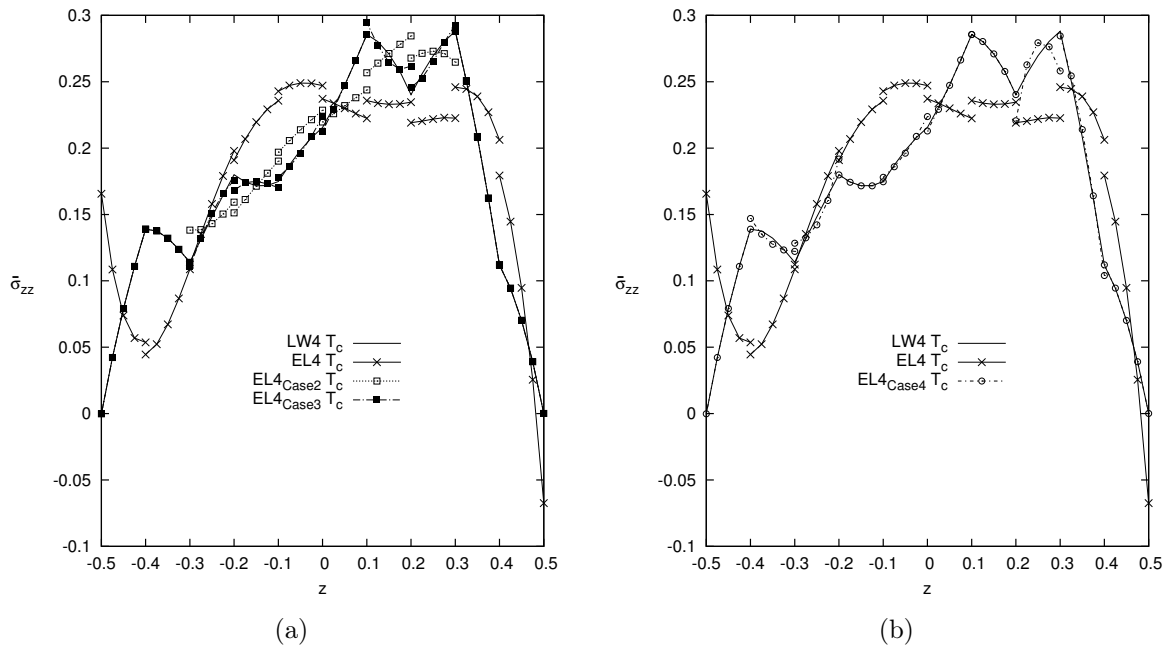 0.3
0.25
0.2
0.15
0.1
0.05
0
-0.05
-0.1
σ̄zz
LW4 Tc
EL4 Tc
EL4Case2 Tc
EL4Case3 Tc
-0.5 -0.4 -0.3 -0.2 -0.1 0 0.1 0.2 0.3 0.4 0.5
z
(a)
0.3
0.25
0.2
0.15
0.1
0.05
0
-0.05
-0.1
σ̄zz
LW4 Tc
EL4 Tc
EL4Case4 Tc
-0.5 -0.4 -0.3 -0.2 -0.1 0 0.1 0.2 0.3 0.4 0.5
z
(b)